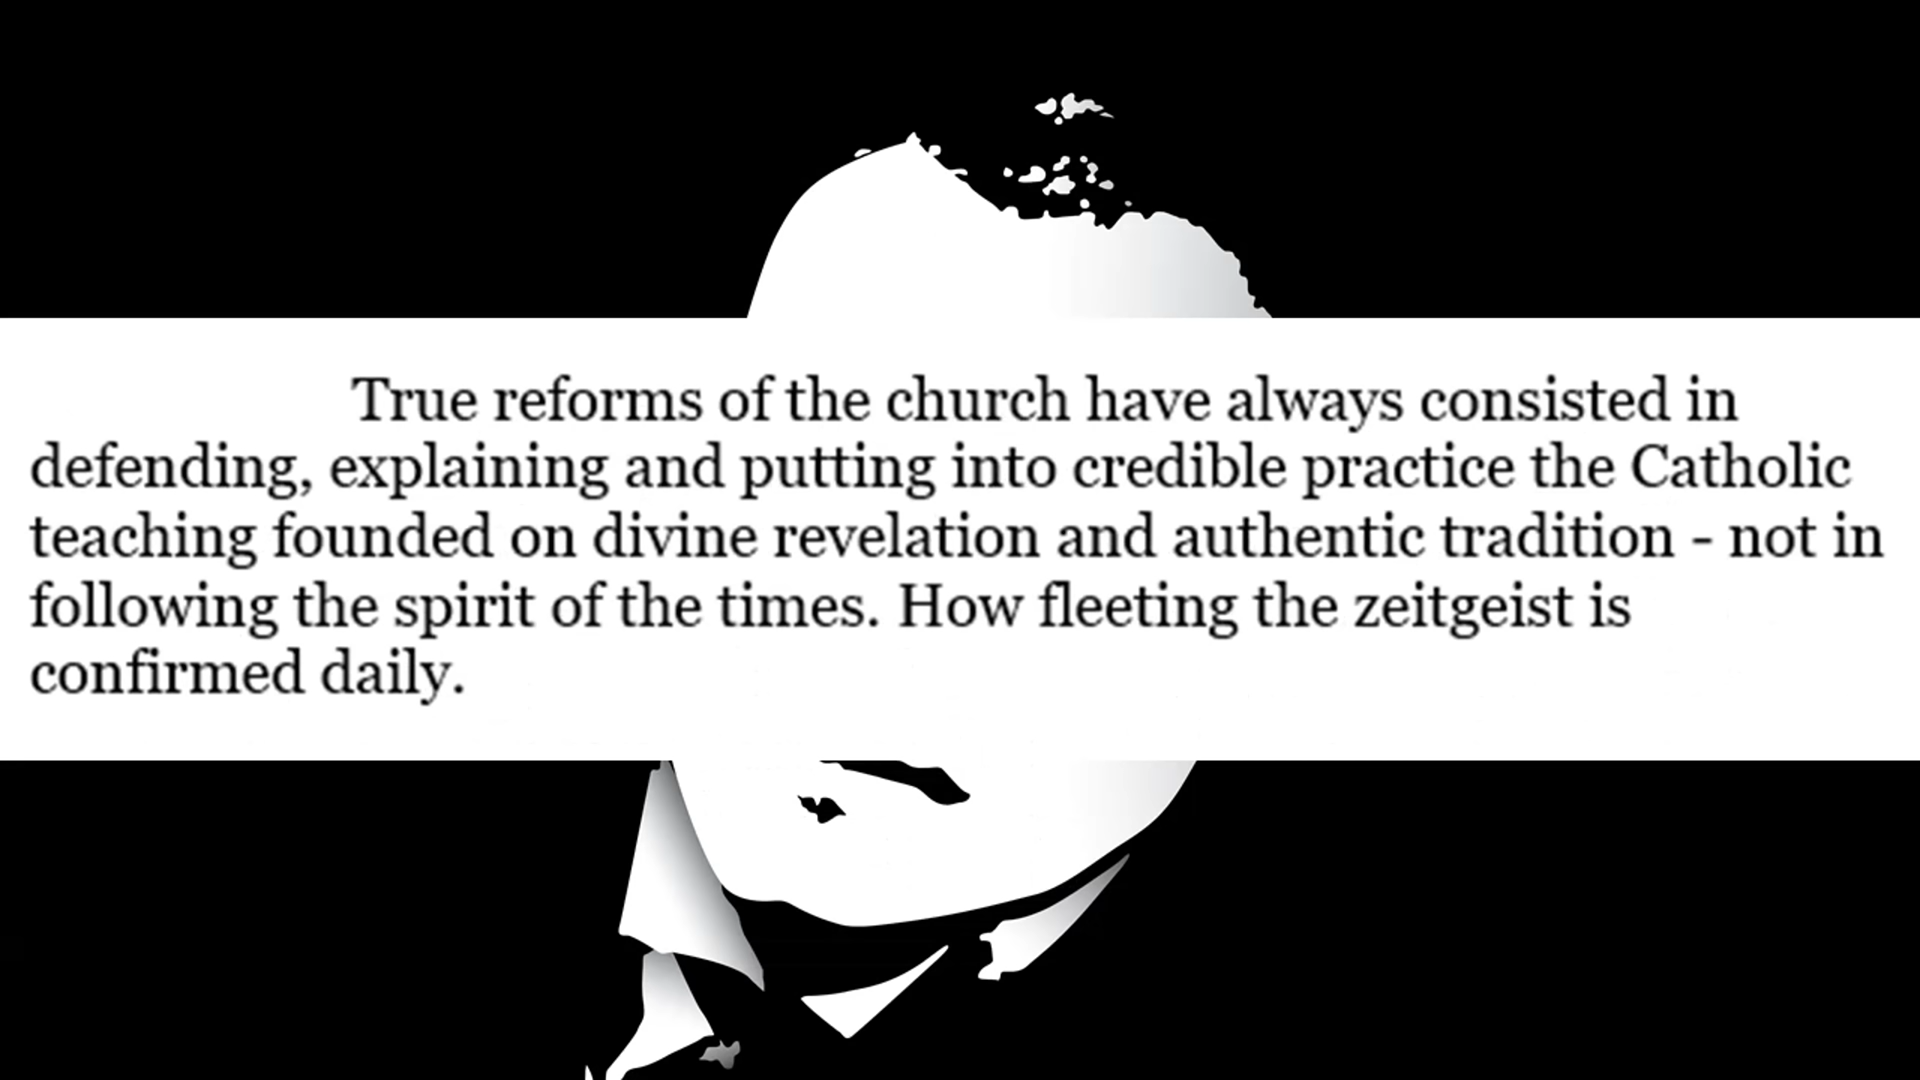 True reforms of the church have always consisted in
defending, explaining and putting into credible practice the Catholic
teaching founded on divine revelation and authentic tradition - not in
following the spirit of the times. How fleeting the zeitgeist is
confirmed daily.